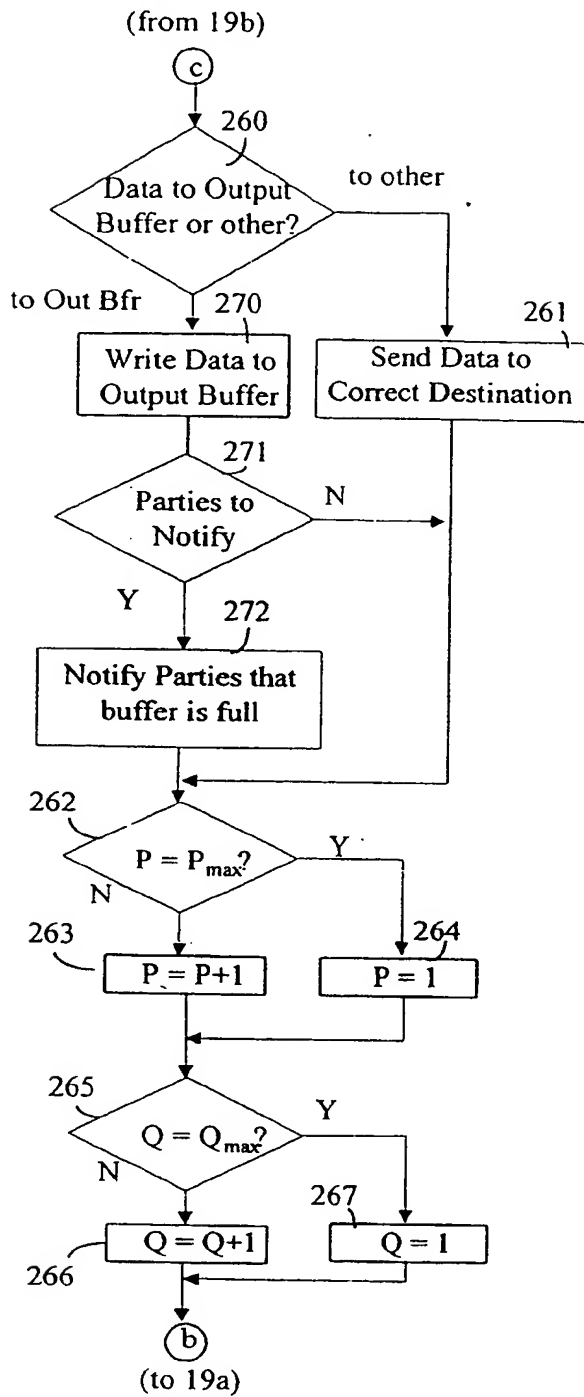 (from 19b)
c
260
Data to Output
Buffer or other?
to other
to Out Bfr
270
261
Write Data to
Output Buffer
Send Data to
Correct Destination
271
Parties to
Notify
N
Y
272
Notify Parties that
buffer is full
262
P = Pmax?
Y
N
263
P = P+1
264
P = 1
265
Q = Qmax?
Y
N
267
Q = Q+1
Q = 1
266
b
(to 19a)